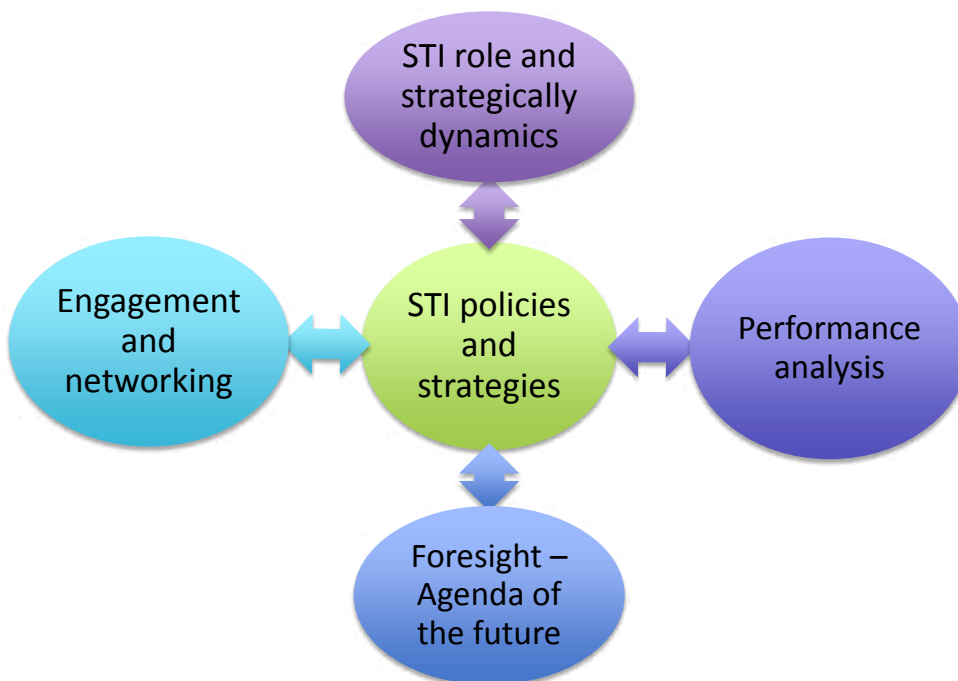 STI role and
strategically
dynamics
Engagement
and
networking
STI policies
and
strategies
Performance
analysis
Foresight –
Agenda of
the future